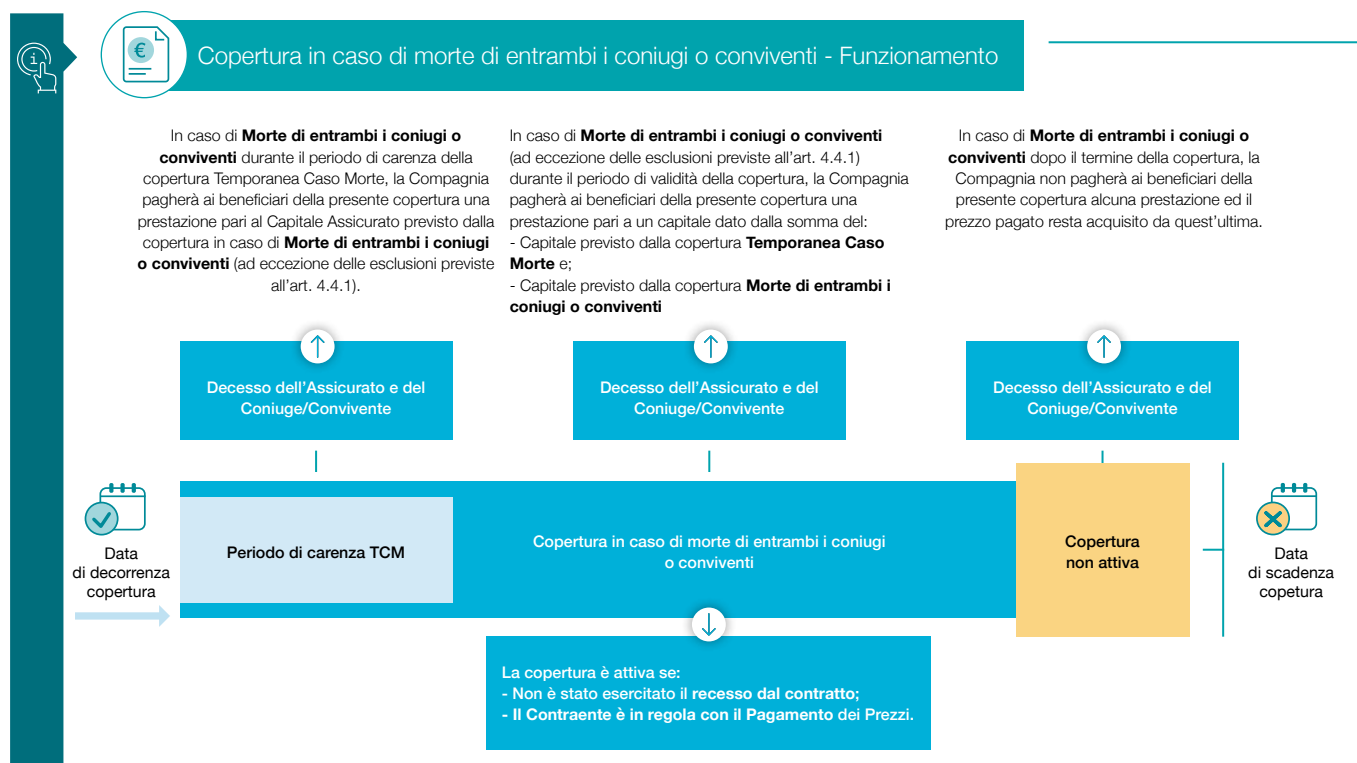 Copertura in caso di morte di entrambi i coniugi o conviventi - Funzionamento
In caso di Morte di entrambi i coniugi o
conviventi durante il periodo di carenza della
copertura Temporanea Caso Morte, la Compagnia
pagherà ai beneficiari della presente copertura una
prestazione pari al Capitale Assicurato previsto dalla
copertura in caso di Morte di entrambi i coniugi
o conviventi (ad eccezione delle esclusioni previste
all'art. 4.4.1).
In caso di Morte di entrambi i coniugi o conviventi
(ad eccezione delle esclusioni previste all'art. 4.4.1)
durante il periodo di validità della copertura, la Compagnia
pagherà ai beneficiari della presente copertura una
prestazione pari a un capitale dato dalla somma del:
- Capitale previsto dalla copertura Temporanea Caso
Morte e;
- Capitale previsto dalla copertura Morte di entrambi i
coniugi o conviventi
In caso di Morte di entrambi i coniugi o
conviventi dopo il termine della copertura, la
Compagnia non pagherà ai beneficiari della
presente copertura alcuna prestazione ed il
prezzo pagato resta acquisito da quest'ultima.
Decesso dell'Assicurato e del
Coniuge/Convivente
Decesso dell'Assicurato e del
Coniuge/Convivente
Decesso dell'Assicurato e del
Coniuge/Convivente
Data
di decorrenza
copertura
Periodo di carenza TCM
Copertura in caso di morte di entrambi i coniugi
o conviventi
Copertura
non attiva
Data
di scadenza
copetura
La copertura è attiva se:
- Non è stato esercitato il recesso dal contratto;
- Il Contraente è in regola con il Pagamento dei Prezzi.